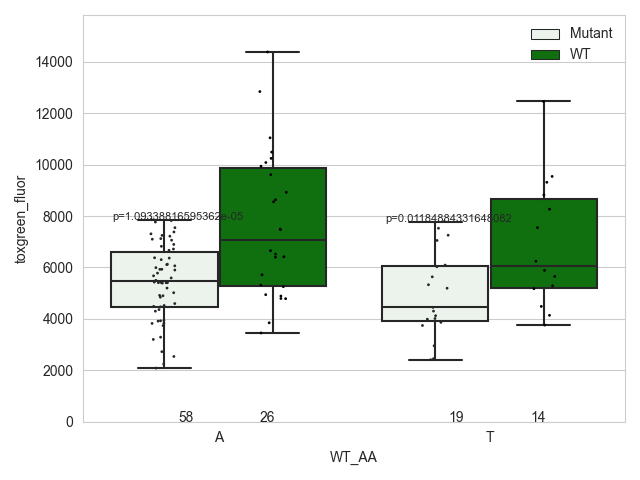 Mutant
WT
14000
12000
10000
8000
6000
4000
2000
0
toxgreen_fluor
p=1.09338816595362e-05
p=0.01184884331648082
58
26
19
14
A
T
WT_AA